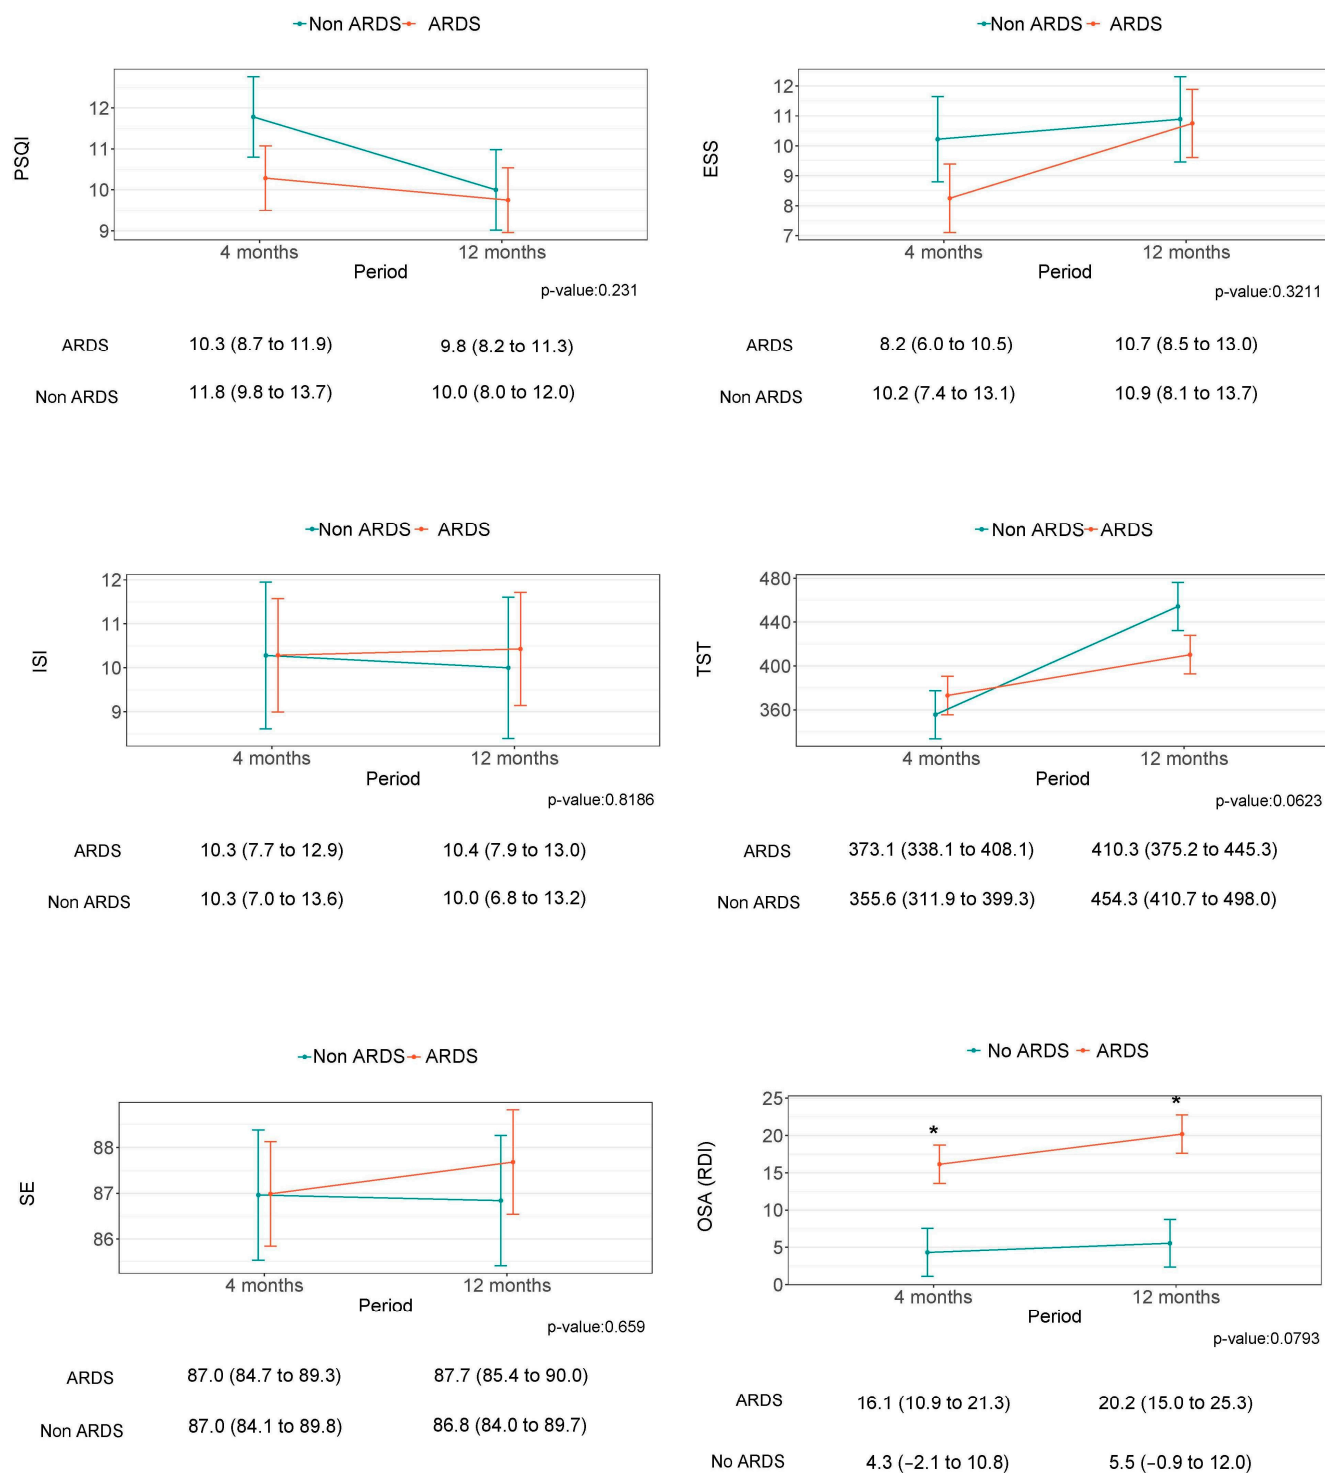 Non ARDS ARDS
12
11
10
9
PSQI
4 months 12 months
Period
p-value:0.231
ARDS 10.3 (8.7 to 11.9) 9.8 (8.2 to 11.3)
Non ARDS 11.8 (9.8 to 13.7) 10.0 (8.0 to 12.0)
Non ARDS ARDS
12
11
10
9
8
7
ESS
4 months 12 months
Period
p-value:0.3211
ARDS 8.2 (6.0 to 10.5) 10.7 (8.5 to 13.0)
Non ARDS 10.2 (7.4 to 13.1) 10.9 (8.1 to 13.7)
Non ARDS ARDS
12
11
10
9
ISI
4 months 12 months
Period
p-value:0.8186
ARDS 10.3 (7.7 to 12.9) 10.4 (7.9 to 13.0)
Non ARDS 10.3 (7.0 to 13.6) 10.0 (6.8 to 13.2)
Non ARDS ARDS
480
440
400
360
TST
4 months 12 months
Period
p-value:0.0623
ARDS 373.1 (338.1 to 408.1) 410.3 (375.2 to 445.3)
Non ARDS 355.6 (311.9 to 399.3) 454.3 (410.7 to 498.0)
Non ARDS ARDS
88
87
86
SE
4 months 12 months
Period
p-value:0.659
ARDS 87.0 (84.7 to 89.3) 87.7 (85.4 to 90.0)
Non ARDS 87.0 (84.1 to 89.8) 86.8 (84.0 to 89.7)
No ARDS ARDS
25
20
15
10
5
0
OSA (RDI)
* *
4 months 12 months
Period
p-value:0.0793
ARDS 16.1 (10.9 to 21.3) 20.2 (15.0 to 25.3)
No ARDS 4.3 (−2.1 to 10.8) 5.5 (−0.9 to 12.0)